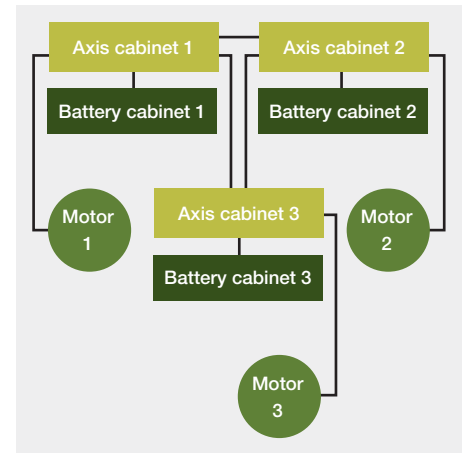 Axis cabinet 1
Axis cabinet 2
Battery cabinet 1
Battery cabinet 2
Motor
1
Axis cabinet 3
Motor
2
Battery cabinet 3
Motor
3